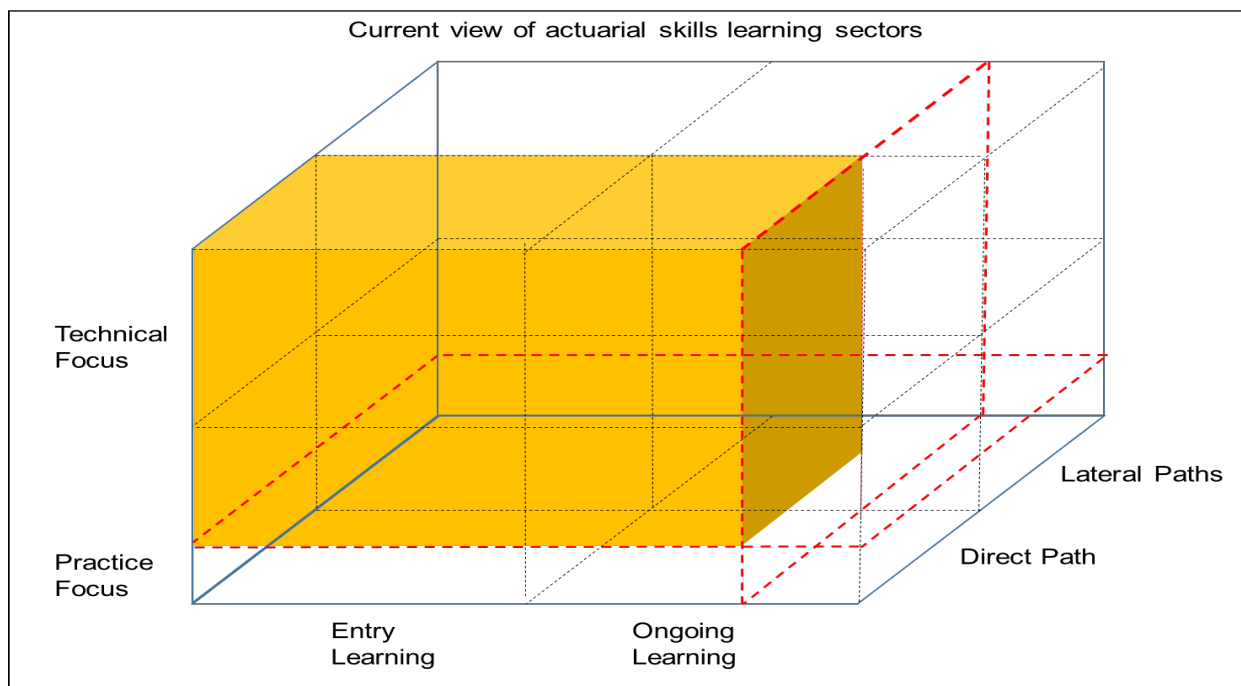 Current view of actuarial skills learning sectors
Technical
Focus
Practice
Focus
Lateral Paths
Direct Path
Entry
Learning
Ongoing
Learning